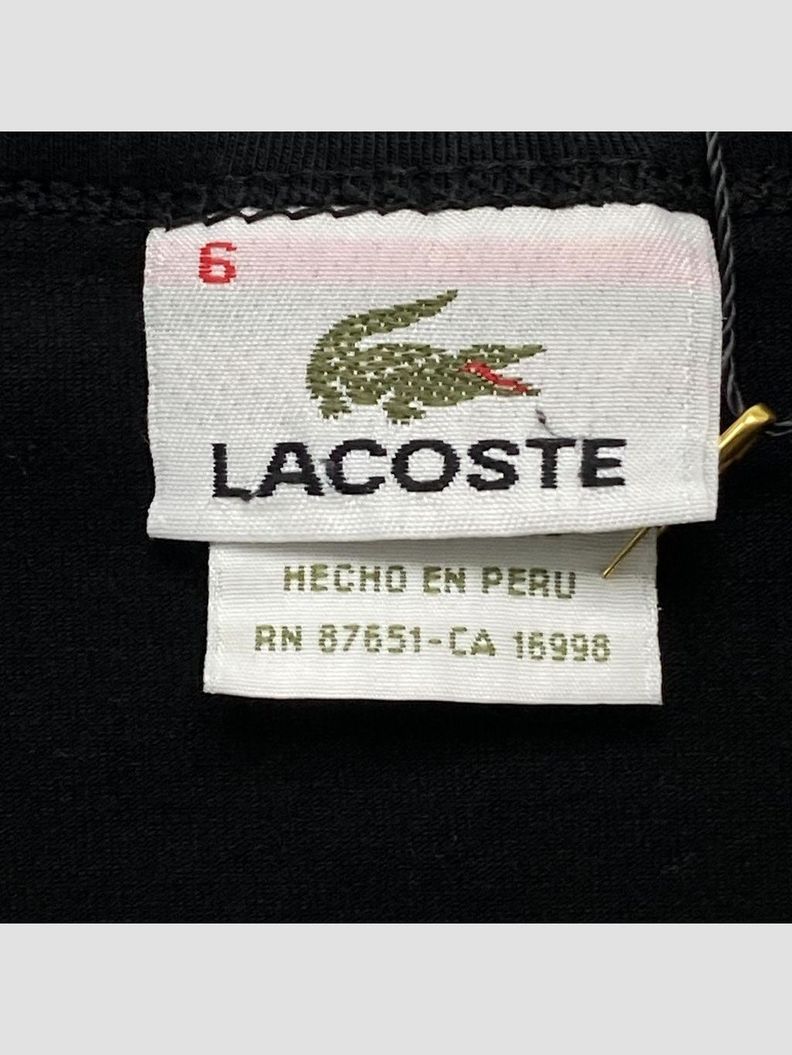 6
LACOSTE
HECHO EN PERU
RN 87651-CA 16998